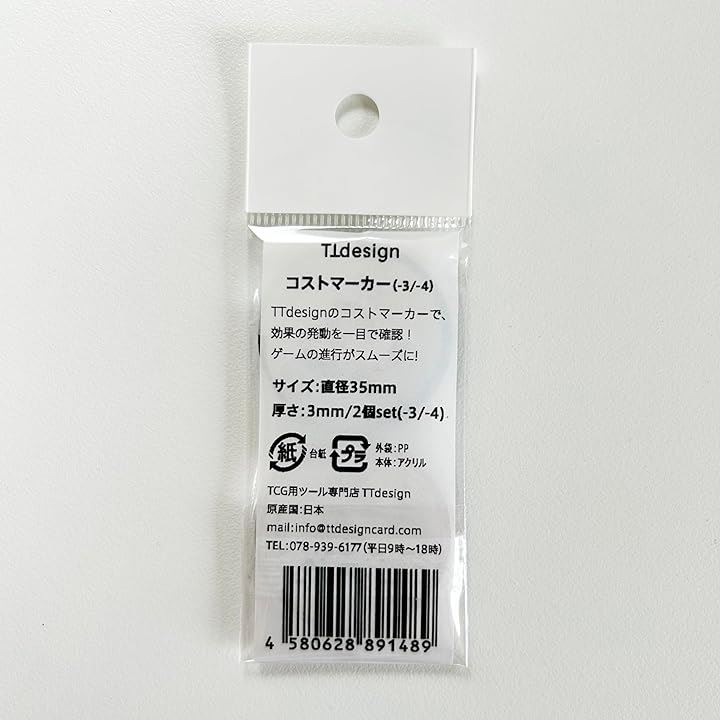 TTdesign
コストマーカー(-3/-4)
TTdesignのコストマーカーで、
効果の発動を一目で確認！
ゲームの進行がスムーズに!
サイズ:直径35mm
厚さ:3mm/2個set(-3/-4)
紙 台紙 プラ 外袋:PP
本体:アクリル
TCG用ツール専門店 TTdesign
原産国:日本
mail:info@ttdesigncard.com
TEL:078-939-6177(平日9時〜18時)
4 580628 891489